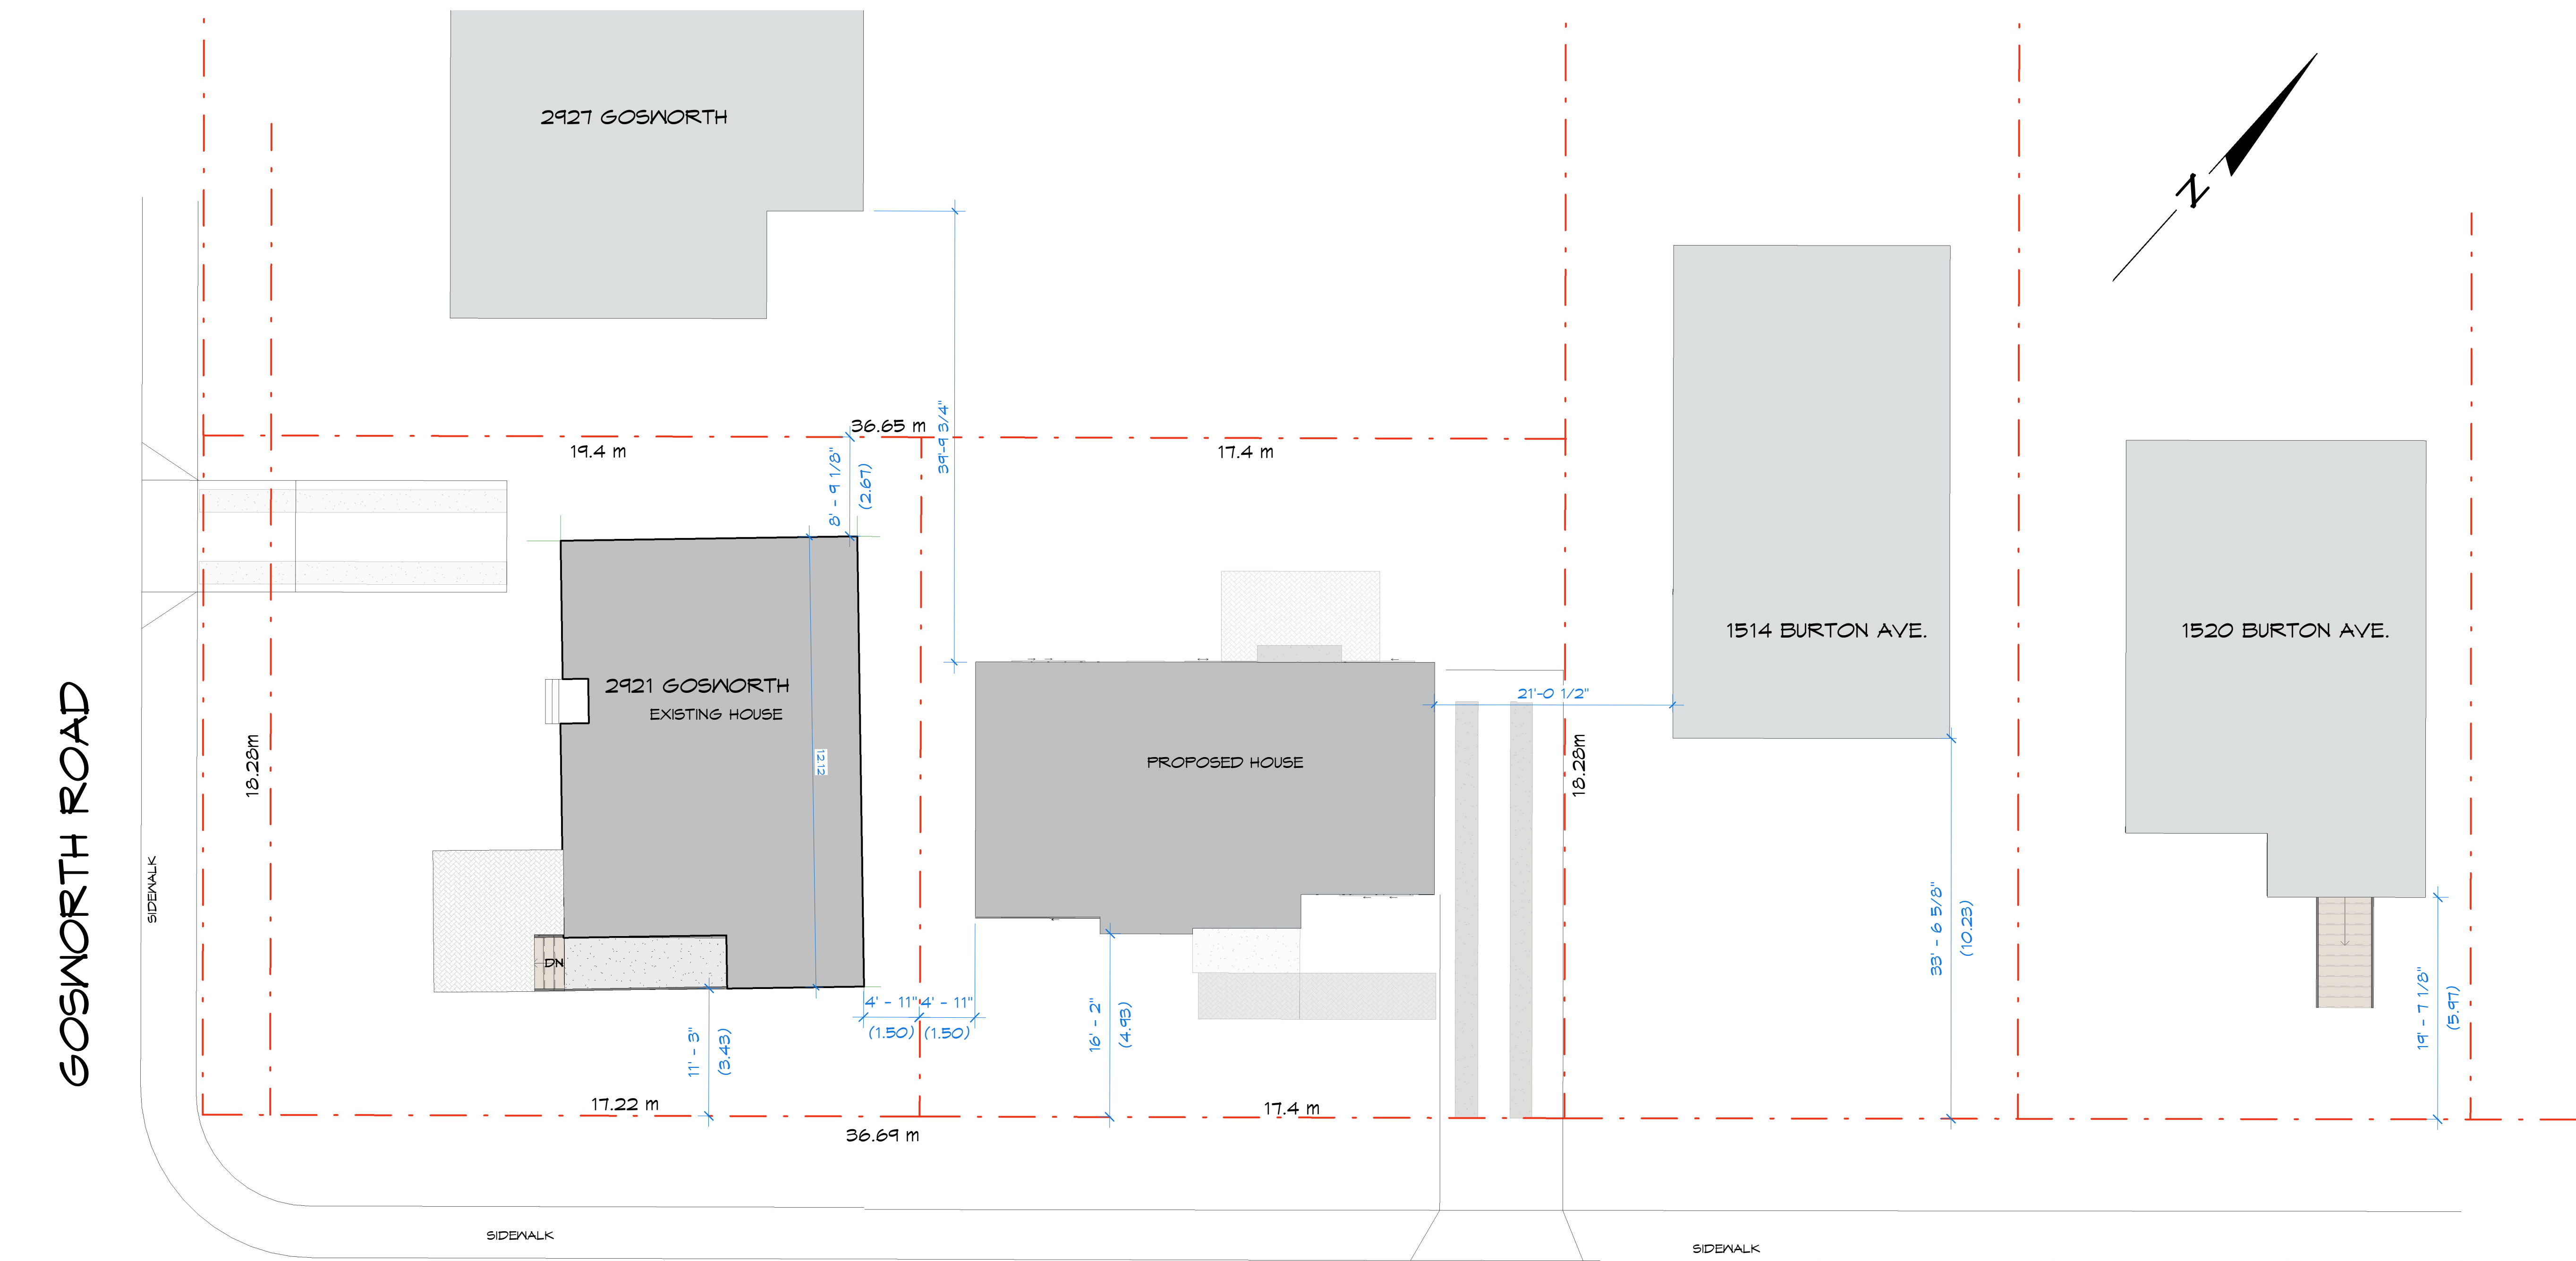 2927 GOSWORTH
N
36.65 m
19.4 m
17.4 m
8' - 9 1/8"
(2.67)
39'-9 3/4"
2921 GOSWORTH
EXISTING HOUSE
12.12
PROPOSED HOUSE
21'-0 1/2"
1514 BURTON AVE.
1520 BURTON AVE.
18.28m
18.28m
GOSWORTH ROAD
SIDEWALK
DN
4' - 11"
4' - 11"
(1.50)
(1.50)
11' - 3"
(3.43)
16' - 2"
(4.93)
33' - 6 5/8"
(10.23)
19' - 7 1/8"
(5.97)
17.22 m
17.4 m
36.69 m
SIDEWALK
SIDEWALK